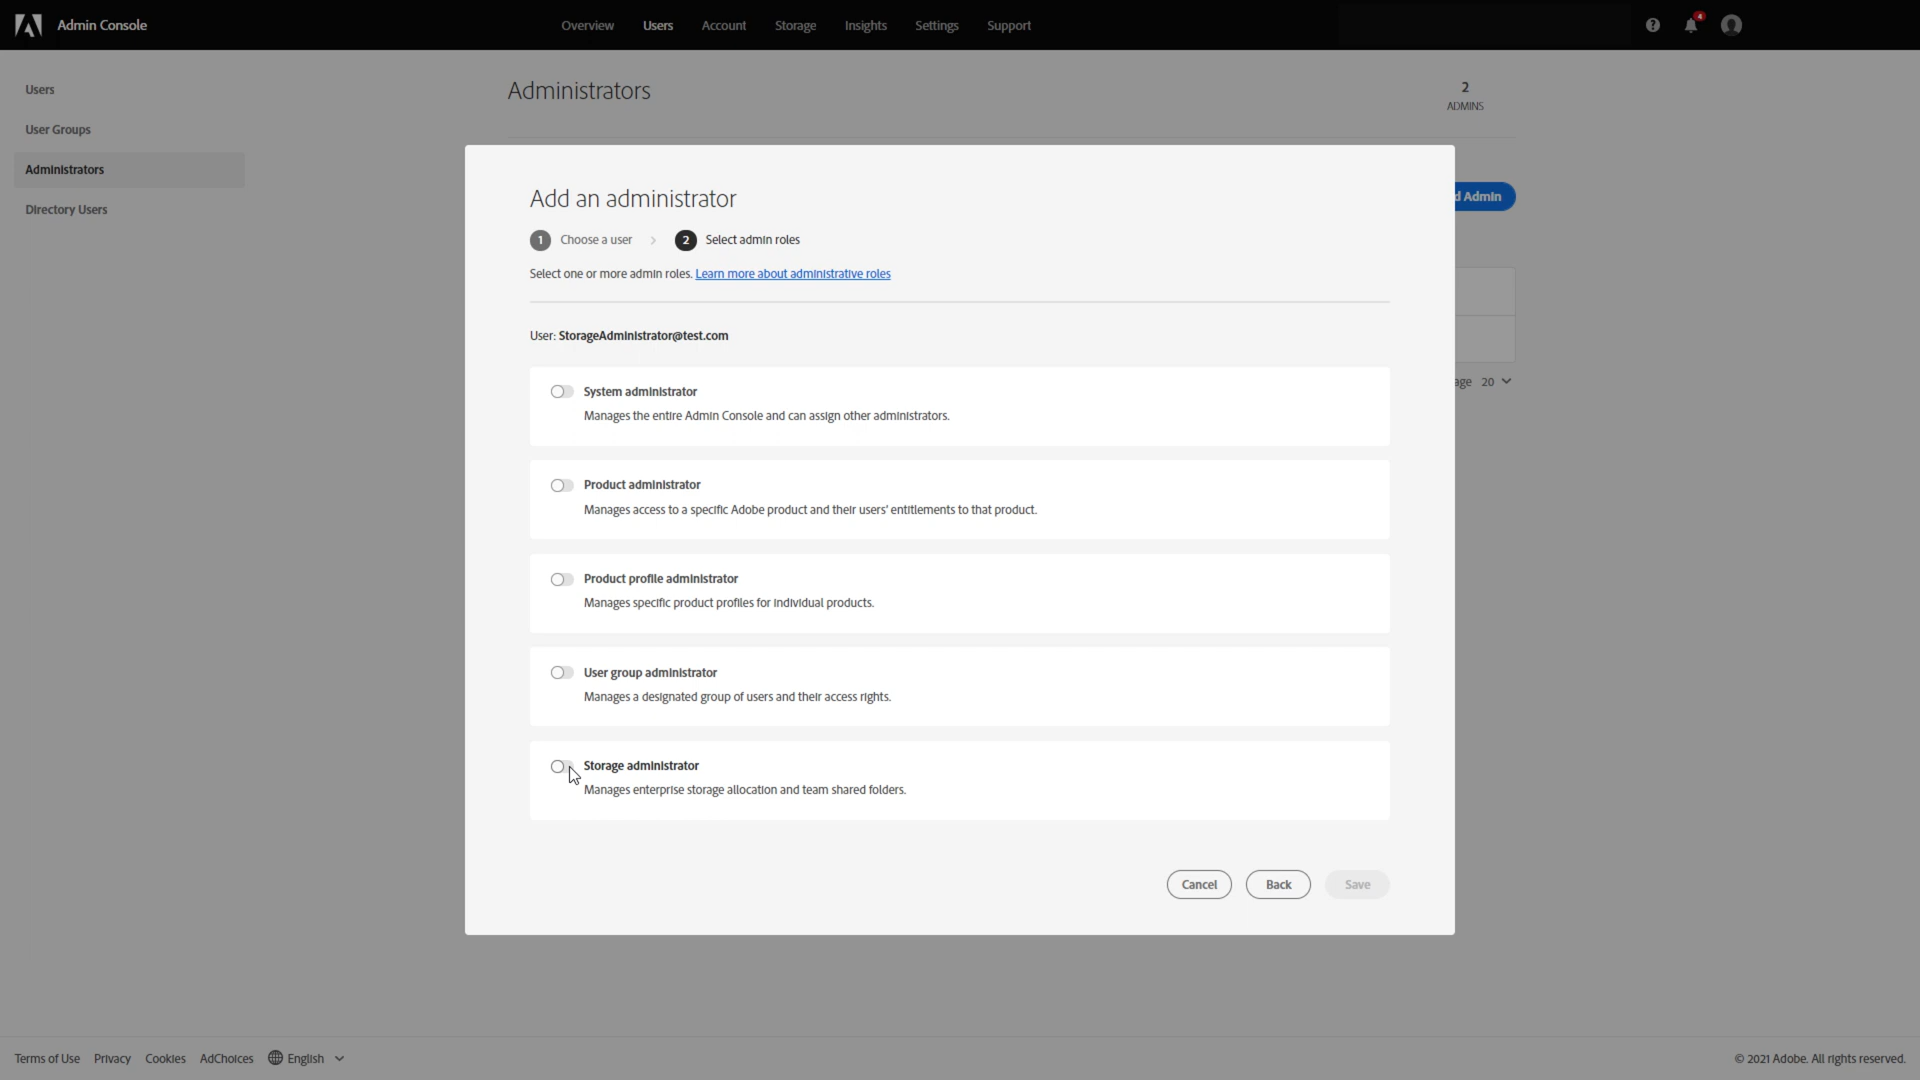 Admin Console
Overview Users Account Storage Insights Settings Support
4
Users
User Groups
Administrators
Directory Users
Administrators
2
ADMINS
d Admin
age 20
Add an administrator
1 Choose a user > 2 Select admin roles
Select one or more admin roles. Learn more about administrative roles
User: StorageAdministrator@test.com
System administrator
Manages the entire Admin Console and can assign other administrators.
Product administrator
Manages access to a specific Adobe product and their users' entitlements to that product.
Product profile administrator
Manages specific product profiles for individual products.
User group administrator
Manages a designated group of users and their access rights.
Storage administrator
Manages enterprise storage allocation and team shared folders.
Cancel Back Save
Terms of Use Privacy Cookies AdChoices English
© 2021 Adobe. All rights reserved.